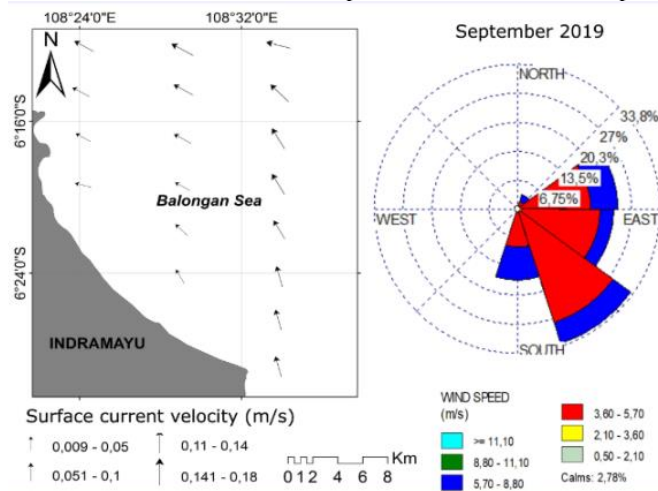 108°24'0"E
108°32'0"E
N
6°16'0"S
Balongan Sea
6°24'0"S
INDRAMAYU
Surface current velocity (m/s)
0,009 - 0,05
0,11 - 0,14
0,051 - 0,1
0,141 - 0,18
Km
0 1 2 4 6 8
September 2019
NORTH
33,8%
27%
20,3%
13,5%
6,75%
WEST
EAST
SOUTH
WIND SPEED
(m/s)
>= 11,10
8,80 - 11,10
5,70 - 8,80
3,60 - 5,70
2,10 - 3,60
0,50 - 2,10
Calms: 2,78%